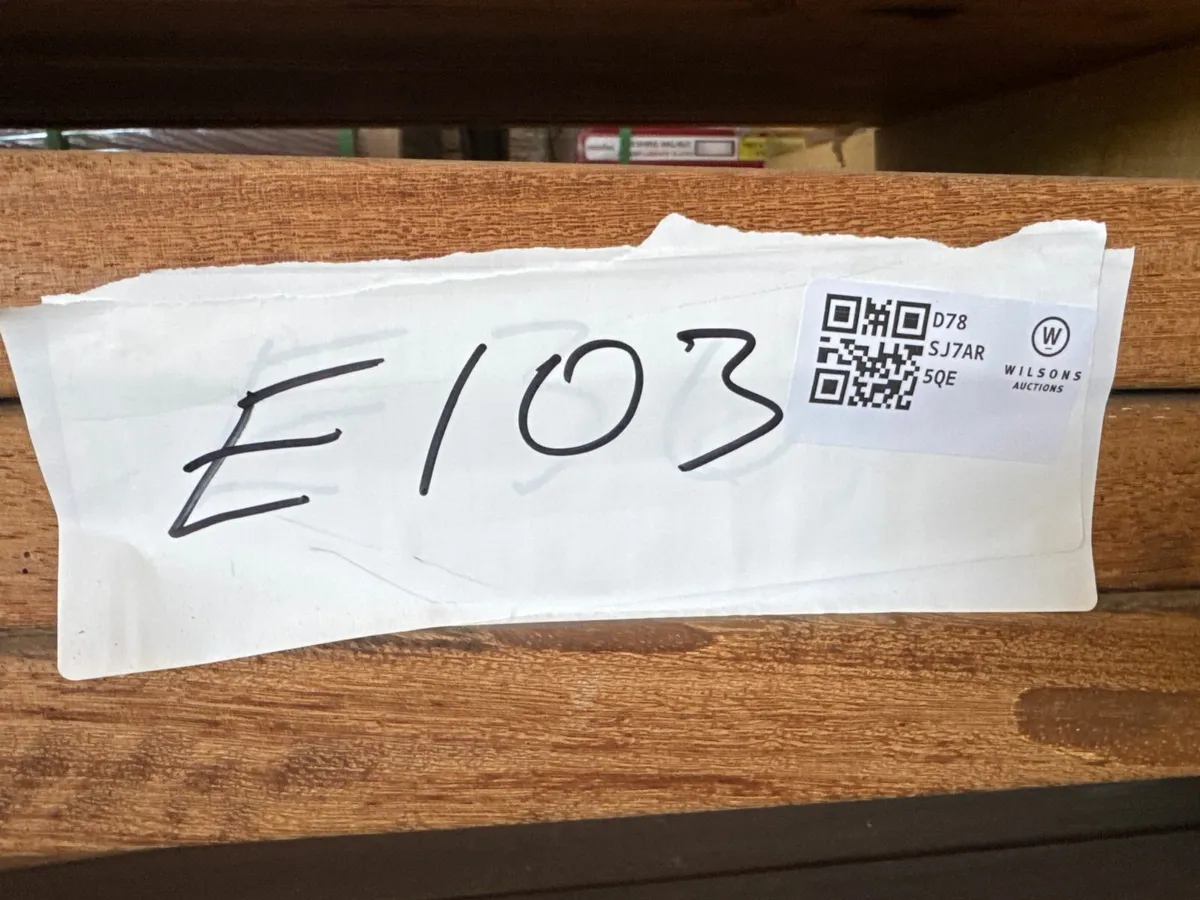 E103
D78
SJ7AR
5QE
W
WILSONS
AUCTIONS